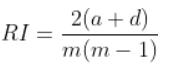 RI = \frac{2(a + d)}{m(m - 1)}